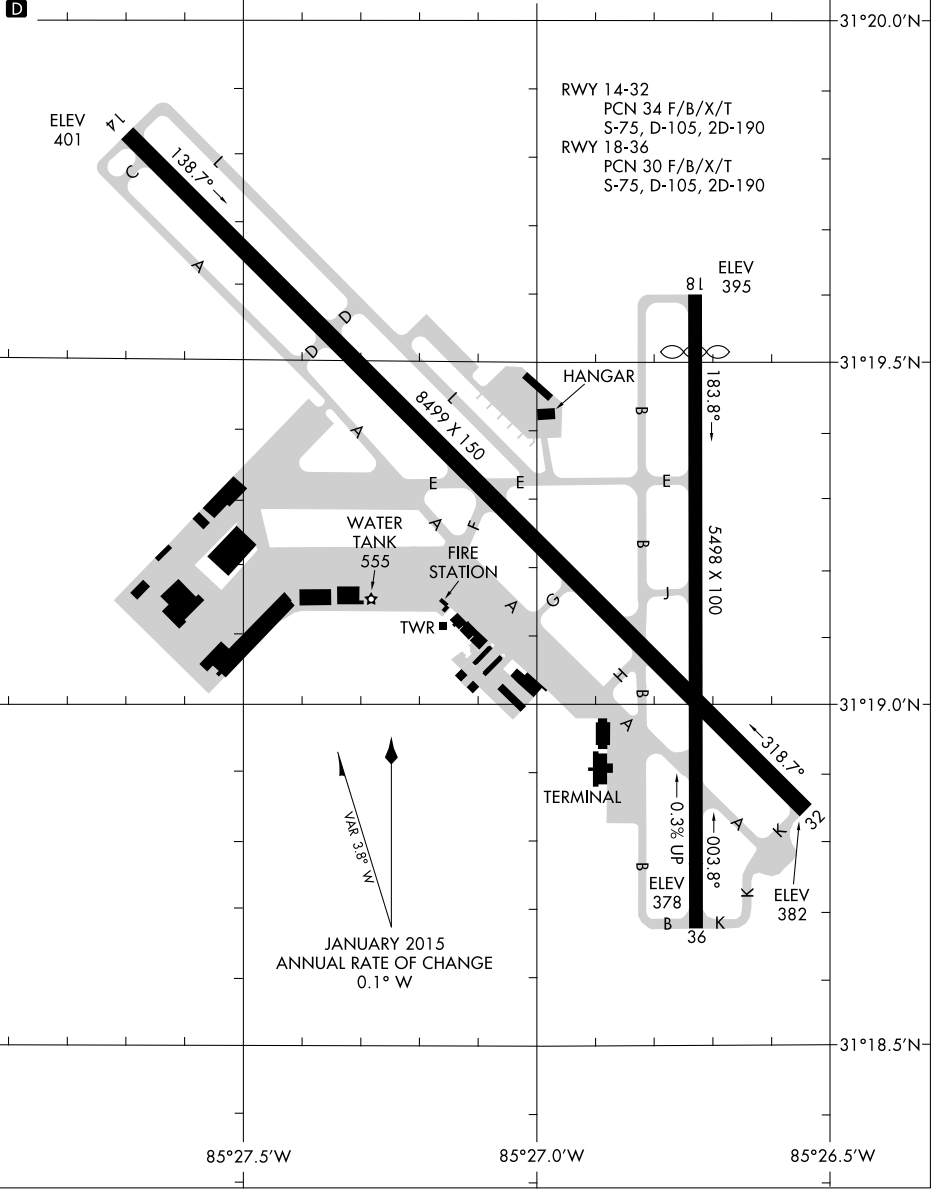 D
31°20.0'N
RWY 14-32
PCN 34 F/B/X/T
S-75, D-105, 2D-190
RWY 18-36
PCN 30 F/B/X/T
S-75, D-105, 2D-190
ELEV
401
14
138.7°
L
C
A
ELEV
395
18
D
D
31°19.5'N
HANGAR
183.8°
L
8499 X 150
B
A
E
E
E
A
F
WATER
TANK
555
FIRE
STATION
B
5498 X 100
A
G
J
TWR
H
B
31°19.0'N
A
318.7°
TERMINAL
0.3% UP
003.8°
A
K
32
VAR 3.8° W
B
ELEV
378
K
ELEV
382
B
K
36
JANUARY 2015
ANNUAL RATE OF CHANGE
0.1° W
31°18.5'N
85°27.5'W
85°27.0'W
85°26.5'W